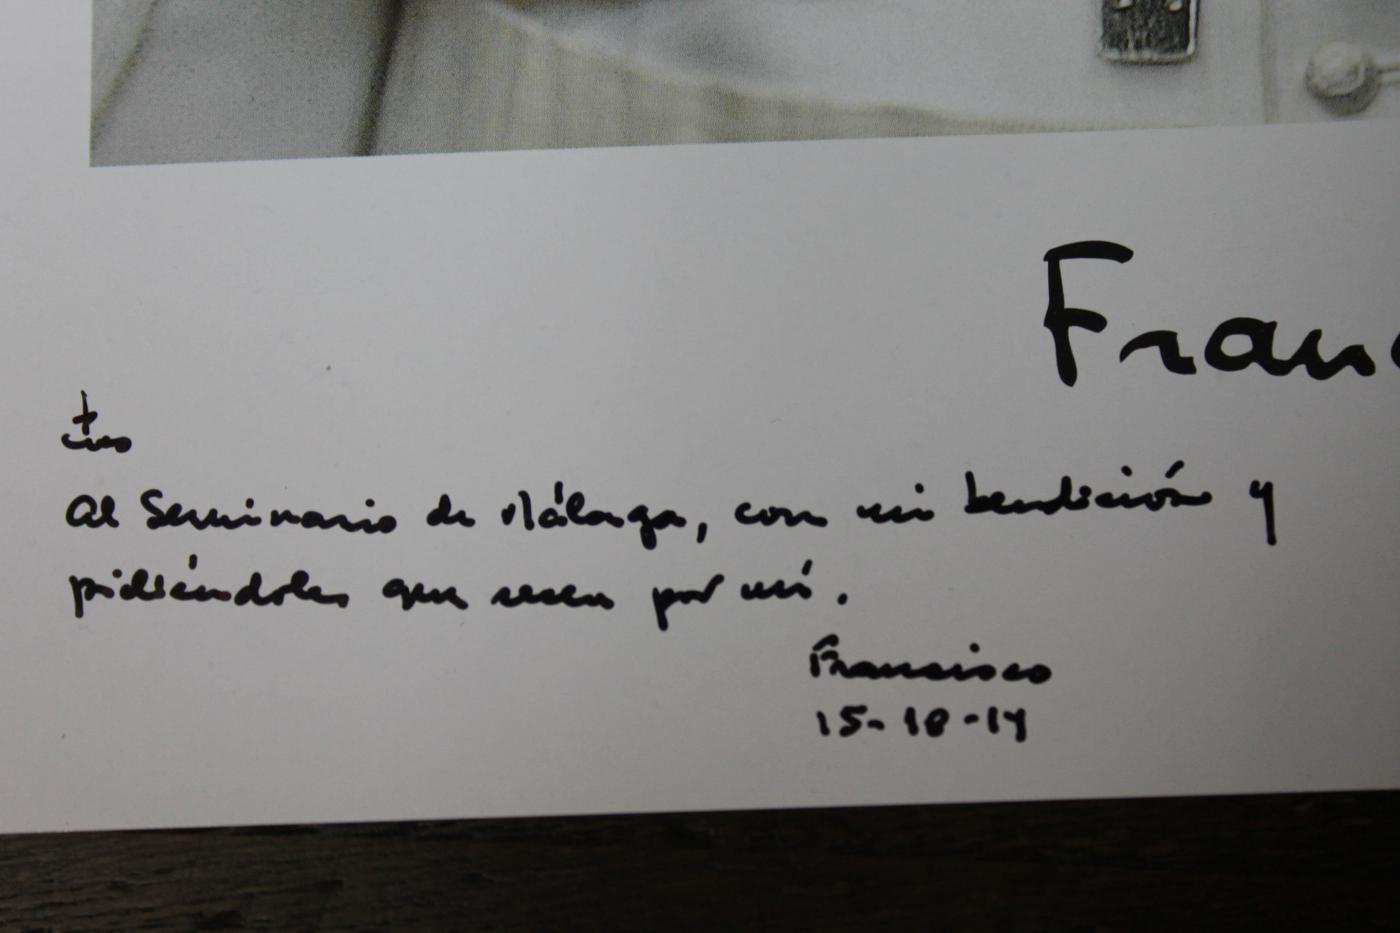 Fran
Al Seminario de Málaga, con mi bendición y
pidiéndoles que recen por mí.
Francisco
15-10-14